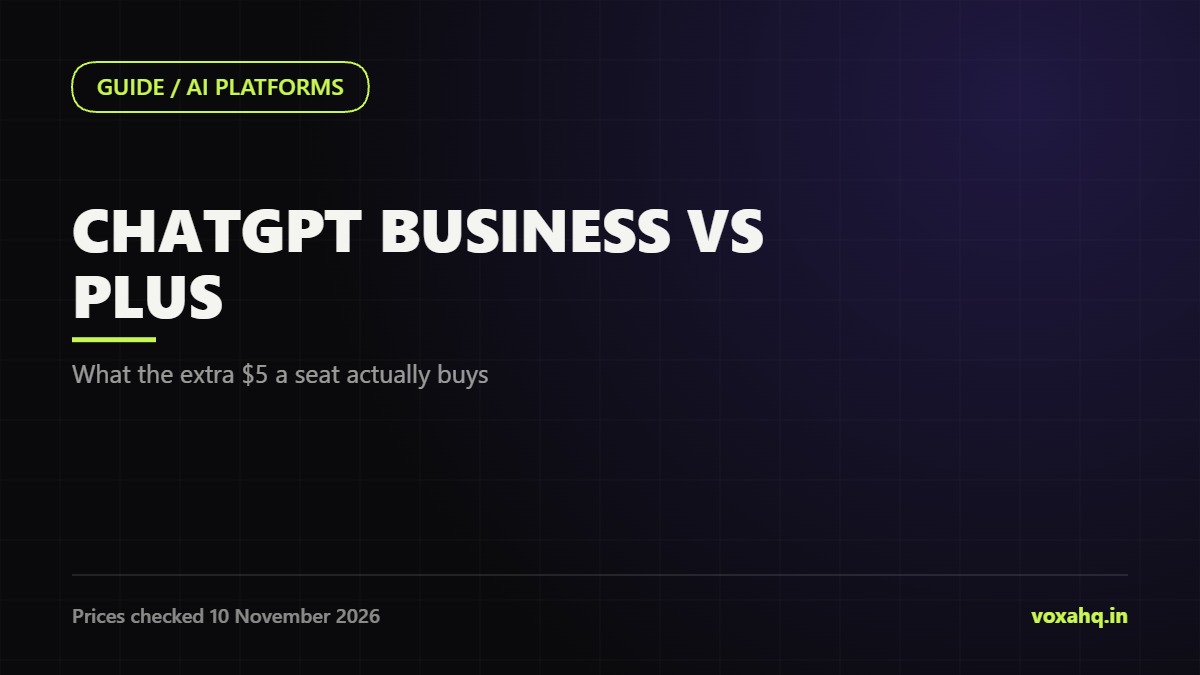 GUIDE / AI PLATFORMS
CHATGPT BUSINESS VS
PLUS
What the extra $5 a seat actually buys
Prices checked 10 November 2026
voxahq.in